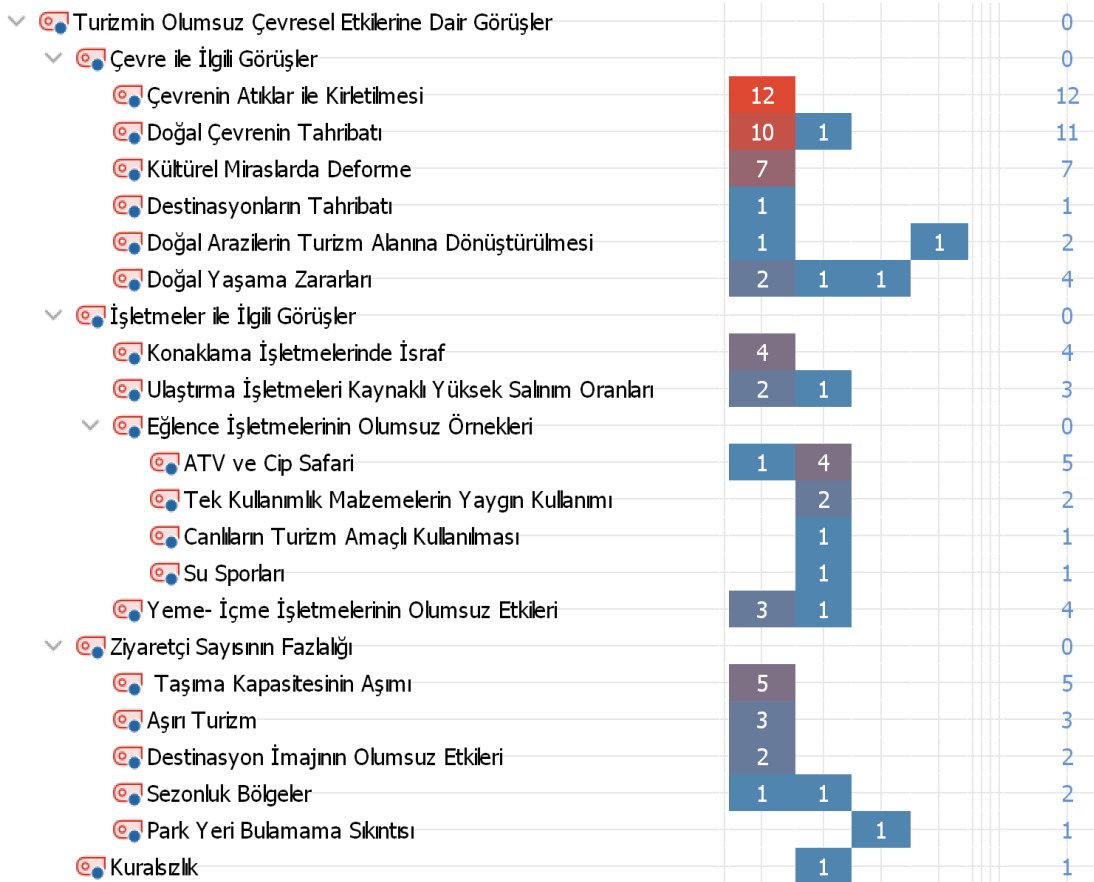 Turizmin Olumsuz Çevresel Etkilerine Dair Görüşler 0
Çevre ile İlgili Görüşler 0
Çevrenin Atıklar ile Kirletilmesi 12 12
Doğal Çevrenin Tahribatı 10 1 11
Kültürel Miraslarda Deforme 7 7
Destinasyonların Tahribatı 1 1
Doğal Arazilerin Turizm Alanına Dönüştürülmesi 1 1 2
Doğal Yaşama Zararları 2 1 1 4
İşletmeler ile İlgili Görüşler 0
Konaklama İşletmelerinde İsraf 4 4
Ulaştırma İşletmeleri Kaynaklı Yüksek Salınım Oranları 2 1 3
Eğlence İşletmelerinin Olumsuz Örnekleri 0
ATV ve Cip Safari 1 4 5
Tek Kullanımlık Malzemelerin Yaygın Kullanımı 2 2
Canlıların Turizm Amaçlı Kullanılması 1 1
Su Sporları 1 1
Yeme- İçme İşletmelerinin Olumsuz Etkileri 3 1 4
Ziyaretçi Sayısının Fazlalığı 0
Taşıma Kapasitesinin Aşımı 5 5
Aşırı Turizm 3 3
Destinasyon İmajının Olumsuz Etkileri 2 2
Sezonluk Bölgeler 1 1 2
Park Yeri Bulamama Sıkıntısı 1 1
Kuralsızlık 1 1